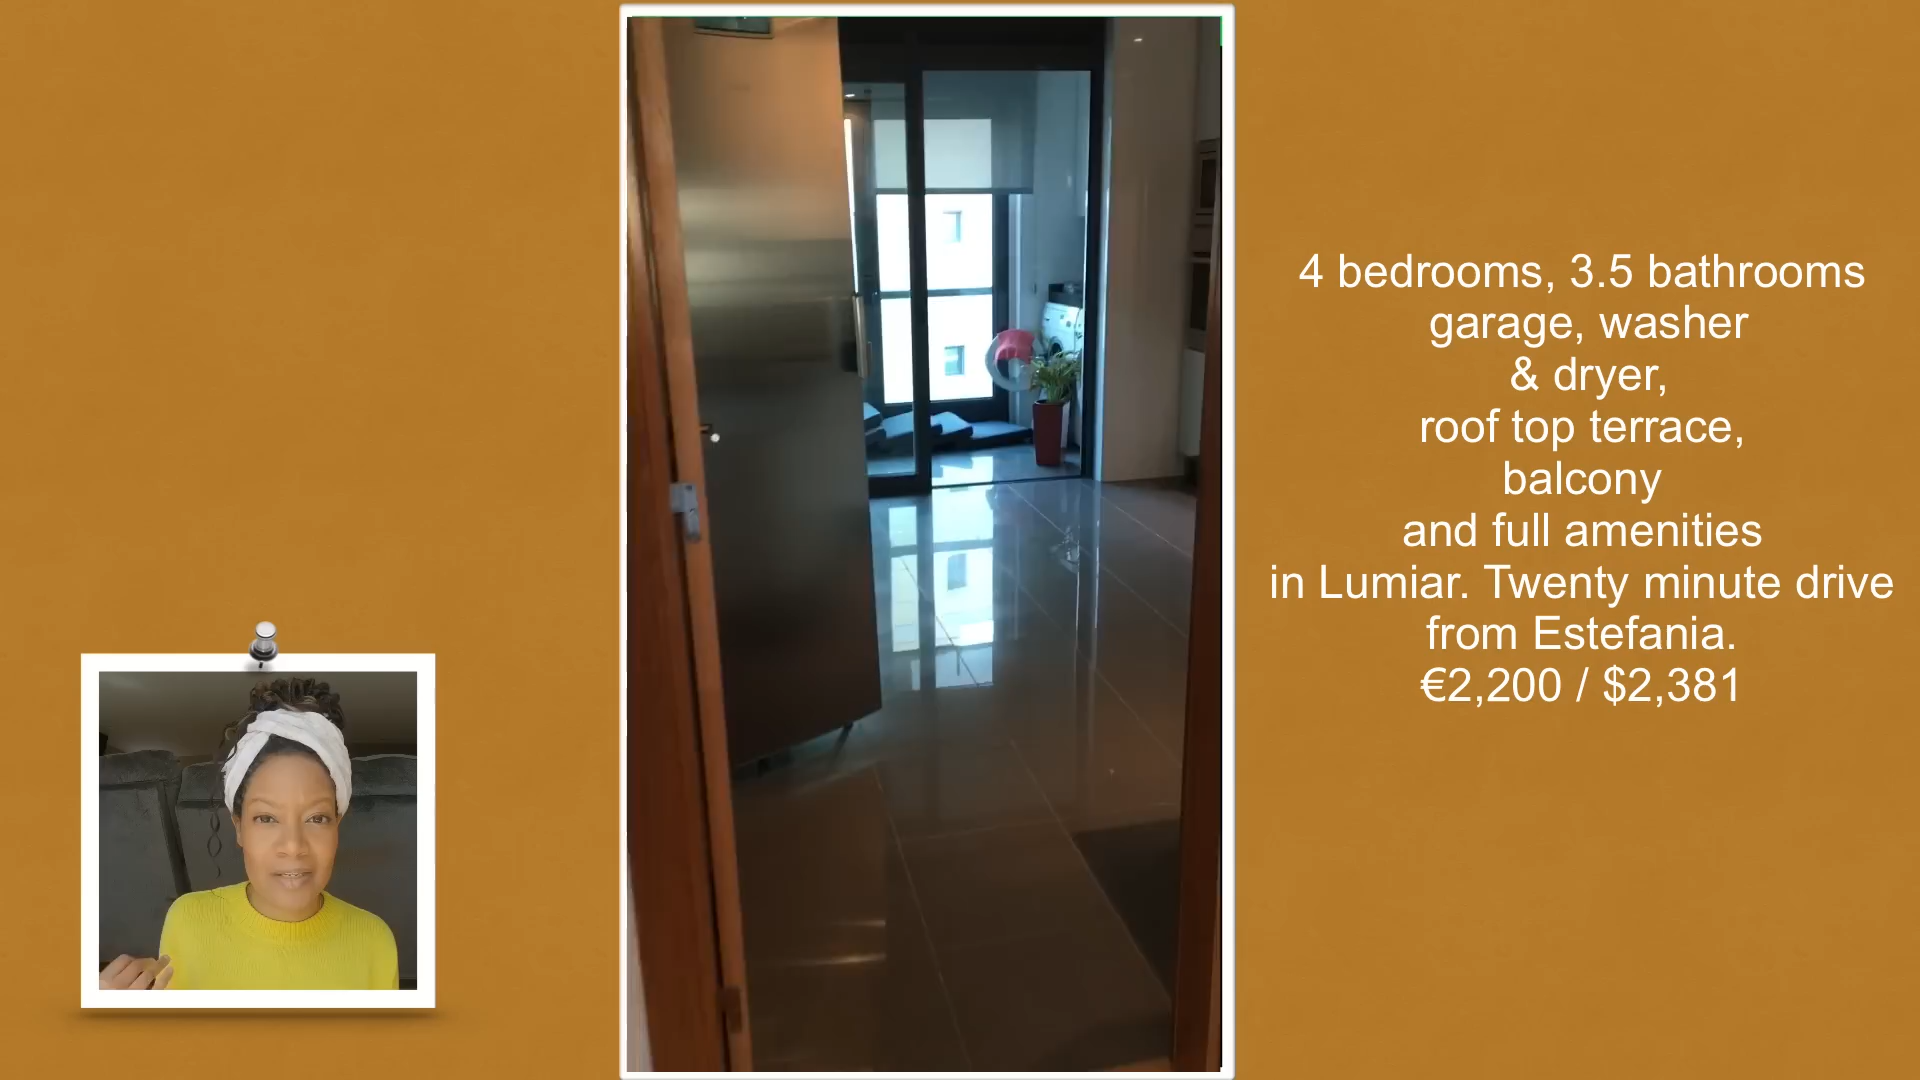 4 bedrooms, 3.5 bathrooms
garage, washer
& dryer,
roof top terrace,
balcony
and full amenities
in Lumiar. Twenty minute drive
from Estefania.
€2,200 / $2,381